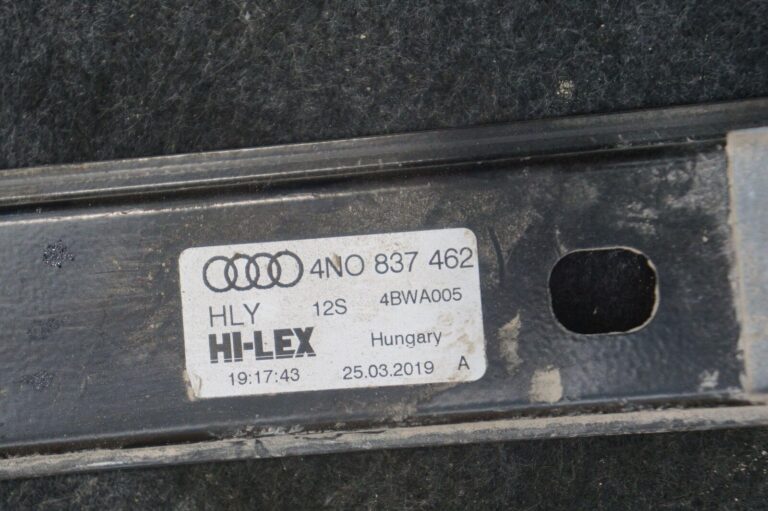 4N0 837 462
HLY 12S 4BWA005
HI-LEX Hungary
19:17:43 25.03.2019 A